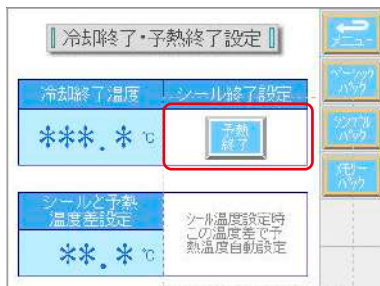 冷却終了・予熱終了設定
メニュー
冷却終了温度
シール終了設定
ベーシック
パック
***.* ℃
予熱
終了
サンプル
パック
メモリー
パック
シールと予熱
温度差設定
**.* ℃
シール温度設定時
この温度差で予
熱温度自動設定